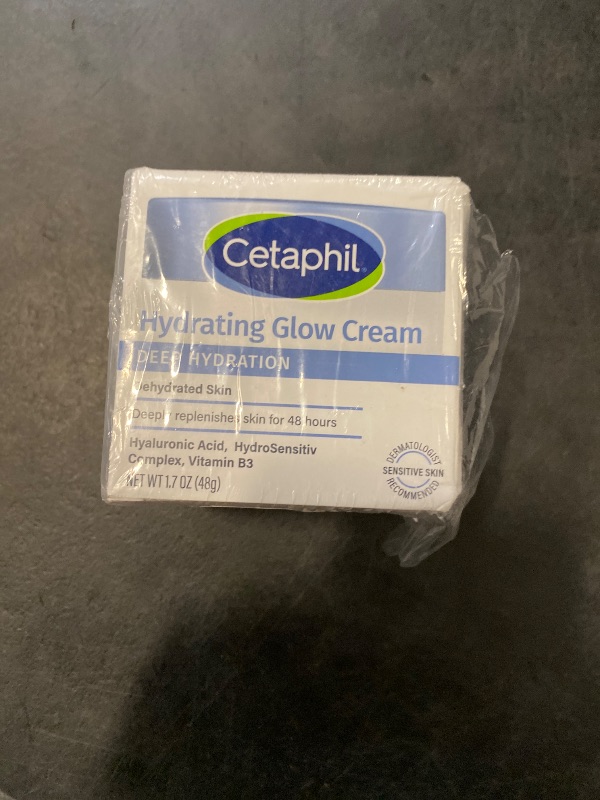 Cetaphil
Hydrating Glow Cream
DEEP HYDRATION
Dehydrated Skin
Deeply replenishes skin for 48 hours
Hyaluronic Acid, HydroSensitiv
Complex, Vitamin B3
NET WT 1.7 OZ (48g)
DERMATOLOGIST
SENSITIVE SKIN
RECOMMENDED